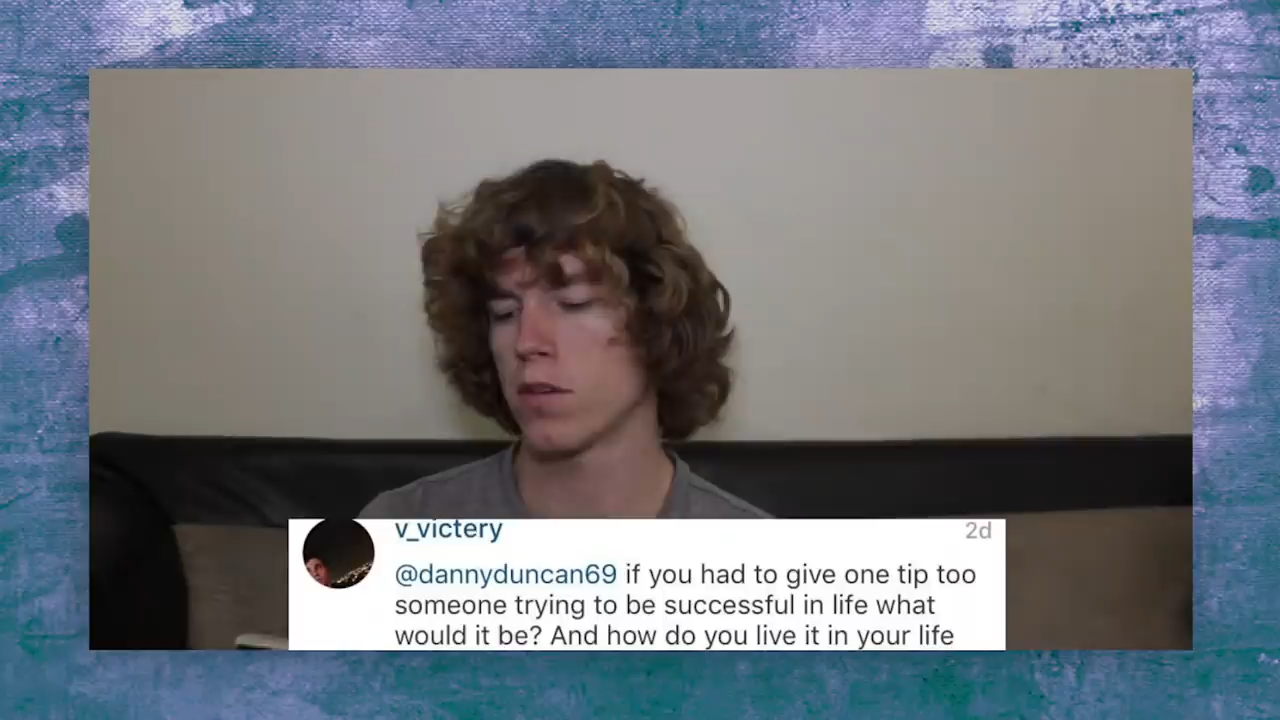 v_victery 2d
@dannyduncan69 if you had to give one tip too
someone trying to be successful in life what
would it be? And how do you live it in your life